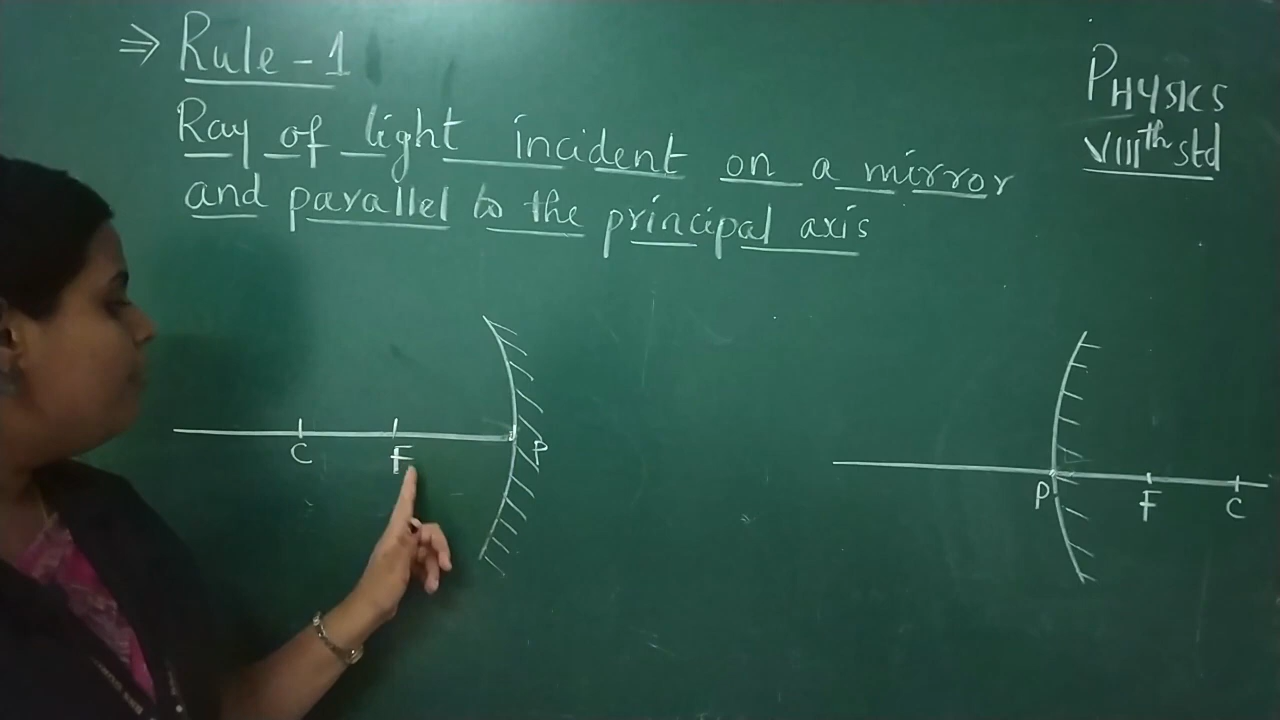 ⇒ Rule-1
Ray of light incident on a mirror
and parallel to the principal axis
PHYSICS
VIIIth std
C
F
P
P
F
C